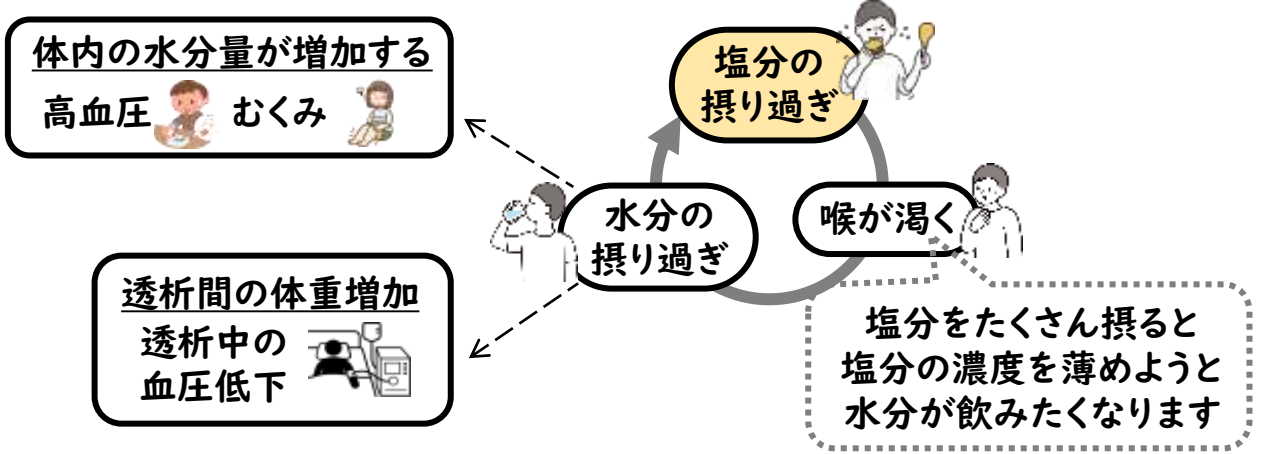 体内の水分量が増加する
高血圧 むくみ
塩分の
摂り過ぎ
喉が渇く
水分の
摂り過ぎ
透析間の体重増加
透析中の
血圧低下
塩分をたくさん摂ると
塩分の濃度を薄めようと
水分が飲みたくなります